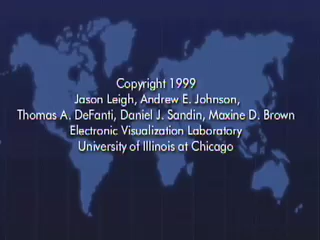 Copyright 1999
Jason Leigh, Andrew E. Johnson,
Thomas A. DeFanti, Daniel J. Sandin, Maxine D. Brown
Electronic Visualization Laboratory
University of Illinois at Chicago